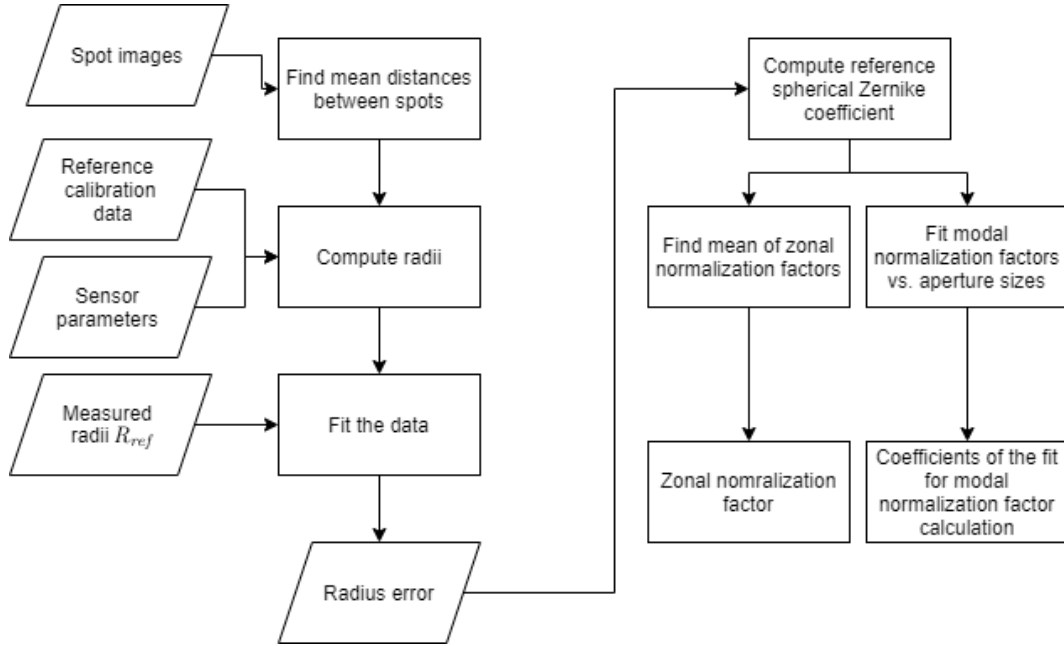 Spot images
Find mean distances
between spots
Reference
calibration
data
Compute radii
Sensor
parameters
Measured
radii R_{ref}
Fit the data
Radius error
Compute reference
spherical Zernike
coefficient
Find mean of zonal
normalization factors
Fit modal
normalization factors
vs. aperture sizes
Zonal nomralization
factor
Coefficients of the fit
for modal
normalization factor
calculation